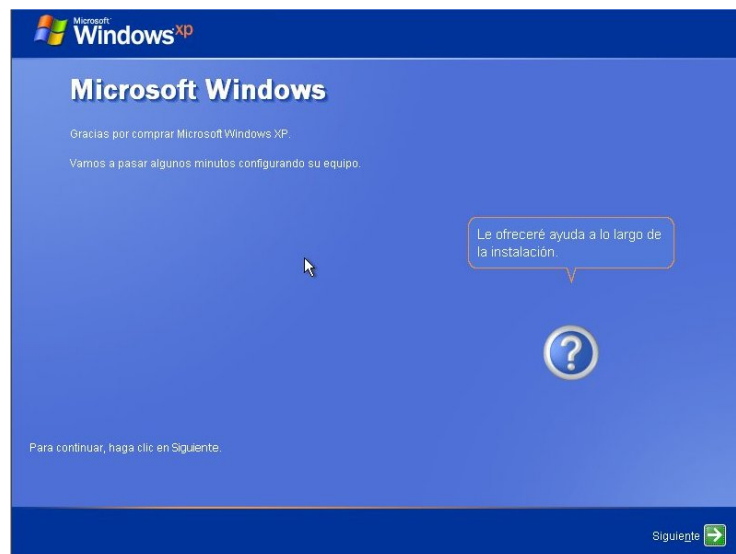 Microsoft
Windows xp
Microsoft Windows
Gracias por comprar Microsoft Windows XP.
Vamos a pasar algunos minutos configurando su equipo.
Le ofreceré ayuda a lo largo de
la instalación.
?
Para continuar, haga clic en Siguiente.
Siguiente